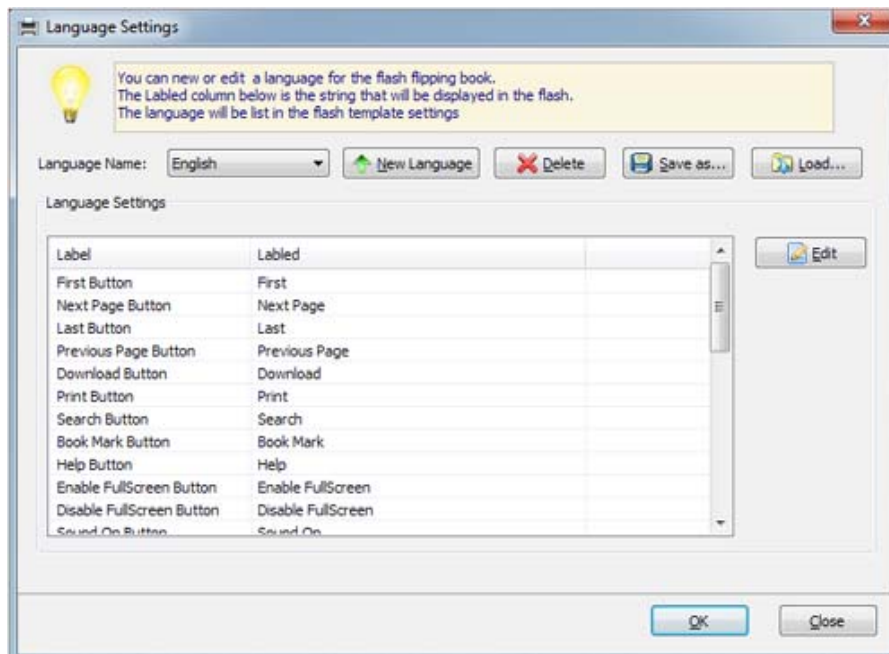 Language Settings
You can new or edit a language for the flash flipping book.
The Labled column below is the string that will be displayed in the flash.
The language will be list in the flash template settings
Language Name: English New Language Delete Save as... Load...
Language Settings
Label Labled
Edit
First Button First
Next Page Button Next Page
Last Button Last
Previous Page Button Previous Page
Download Button Download
Print Button Print
Search Button Search
Book Mark Button Book Mark
Help Button Help
Enable FullScreen Button Enable FullScreen
Disable FullScreen Button Disable FullScreen
Sound On Button Sound On
OK Close